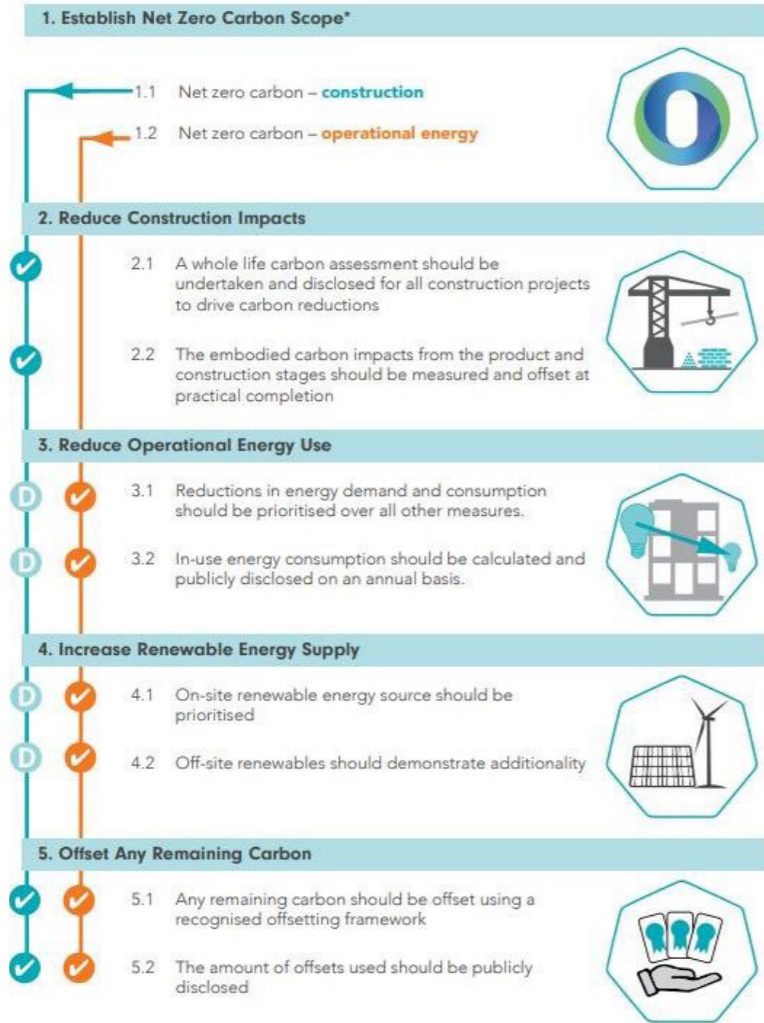 1. Establish Net Zero Carbon Scope*
1.1 Net zero carbon – construction
1.2 Net zero carbon – operational energy
2. Reduce Construction Impacts
2.1 A whole life carbon assessment should be
undertaken and disclosed for all construction projects
to drive carbon reductions
2.2 The embodied carbon impacts from the product and
construction stages should be measured and offset at
practical completion
3. Reduce Operational Energy Use
D 3.1 Reductions in energy demand and consumption
should be prioritised over all other measures.
D 3.2 In-use energy consumption should be calculated and
publicly disclosed on an annual basis.
4. Increase Renewable Energy Supply
D 4.1 On-site renewable energy source should be
prioritised
D 4.2 Off-site renewables should demonstrate additionality
5. Offset Any Remaining Carbon
5.1 Any remaining carbon should be offset using a
recognised offsetting framework
5.2 The amount of offsets used should be publicly
disclosed